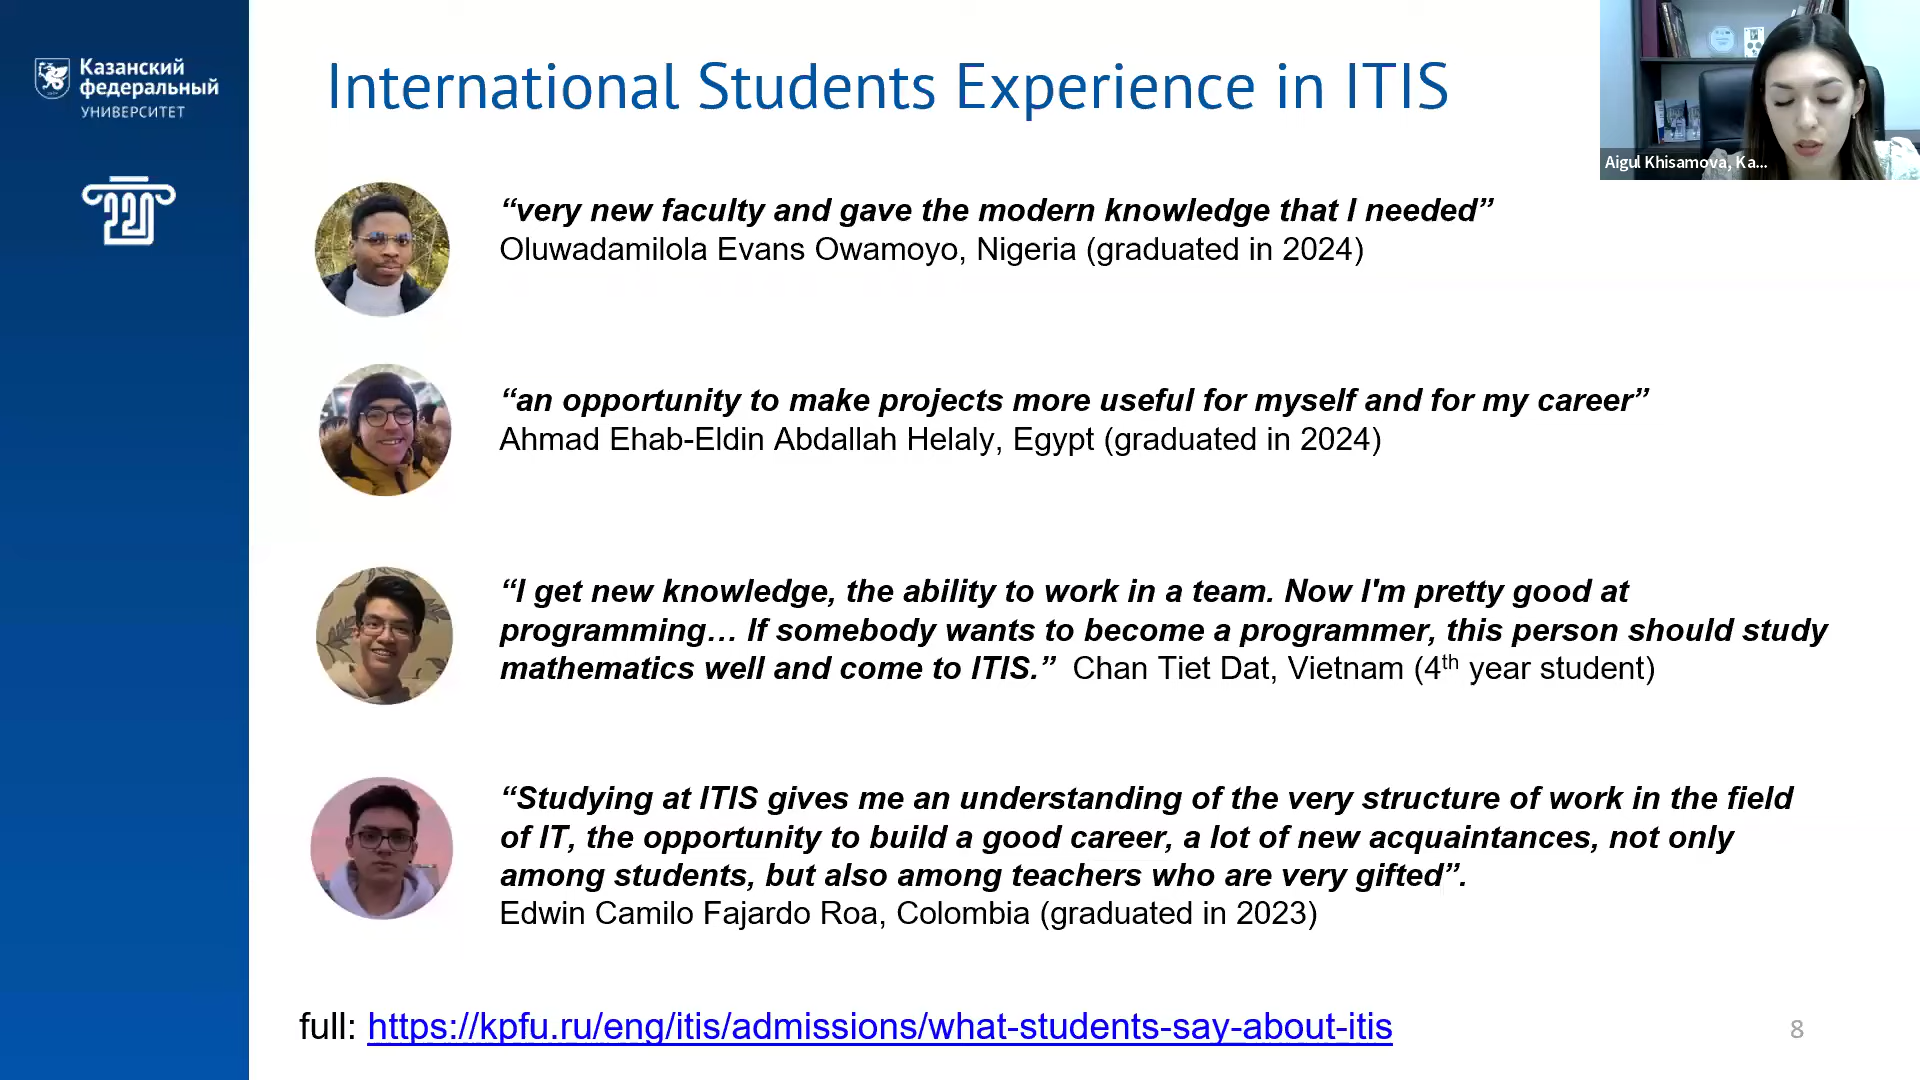 Казанский
федеральный
УНИВЕРСИТЕТ
220
International Students Experience in ITIS
Aigul Khisamova, Ka...
“very new faculty and gave the modern knowledge that I needed”
Oluwadamilola Evans Owamoyo, Nigeria (graduated in 2024)
“an opportunity to make projects more useful for myself and for my career”
Ahmad Ehab-Eldin Abdallah Helaly, Egypt (graduated in 2024)
“I get new knowledge, the ability to work in a team. Now I'm pretty good at
programming… If somebody wants to become a programmer, this person should study
mathematics well and come to ITIS.” Chan Tiet Dat, Vietnam (4th year student)
“Studying at ITIS gives me an understanding of the very structure of work in the field
of IT, the opportunity to build a good career, a lot of new acquaintances, not only
among students, but also among teachers who are very gifted”.
Edwin Camilo Fajardo Roa, Colombia (graduated in 2023)
full: https://kpfu.ru/eng/itis/admissions/what-students-say-about-itis
8